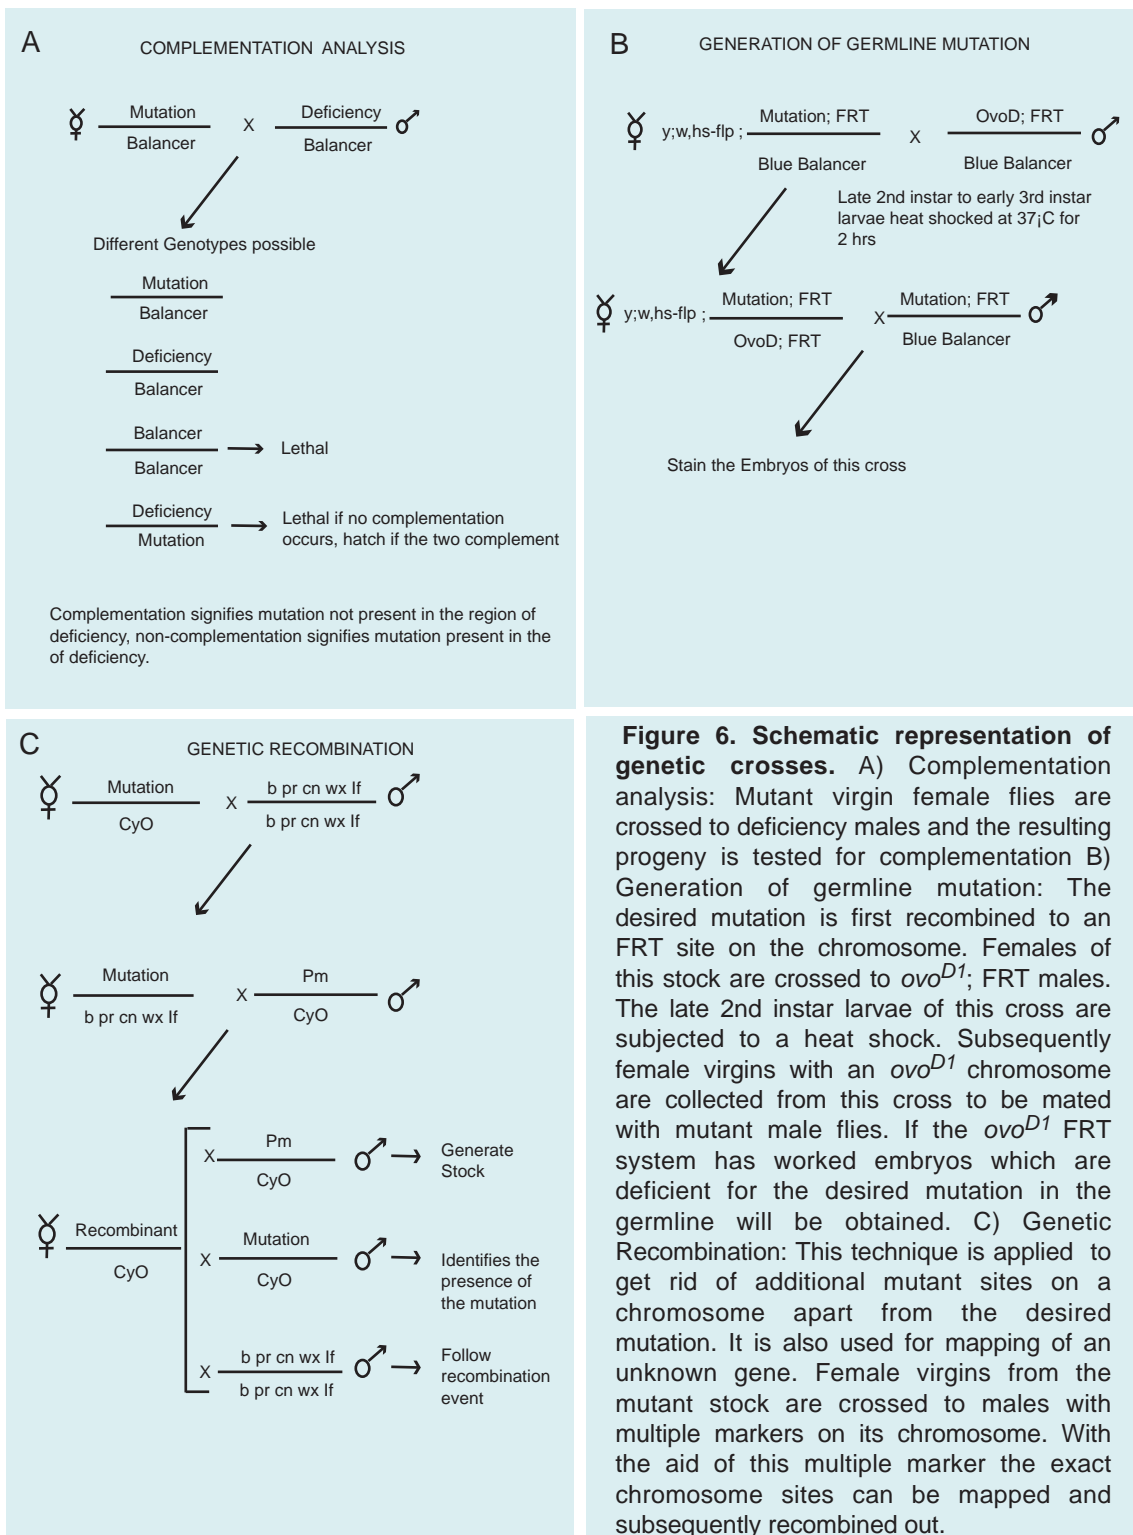 A
COMPLEMENTATION ANALYSIS
Mutation
Balancer
X
Deficiency
Balancer
Different Genotypes possible
Mutation
Balancer
Deficiency
Balancer
Balancer
Balancer
Lethal
Deficiency
Mutation
Lethal if no complementation
occurs, hatch if the two complement
Complementation signifies mutation not present in the region of
deficiency, non-complementation signifies mutation present in the
of deficiency.
B
GENERATION OF GERMLINE MUTATION
y;w,hs-flp ;
Mutation; FRT
Blue Balancer
X
OvoD; FRT
Blue Balancer
Late 2nd instar to early 3rd instar
larvae heat shocked at 37¡C for
2 hrs
y;w,hs-flp ;
Mutation; FRT
OvoD; FRT
X
Mutation; FRT
Blue Balancer
Stain the Embryos of this cross
C
GENETIC RECOMBINATION
Mutation
CyO
X
b pr cn wx If
b pr cn wx If
Mutation
b pr cn wx If
X
Pm
CyO
Recombinant
CyO
X
Pm
CyO
Generate
Stock
X
Mutation
CyO
Identifies the
presence of
the mutation
X
b pr cn wx If
b pr cn wx If
Follow
recombination
event
Figure 6. Schematic representation of
genetic crosses. A) Complementation
analysis: Mutant virgin female flies are
crossed to deficiency males and the resulting
progeny is tested for complementation B)
Generation of germline mutation: The
desired mutation is first recombined to an
FRT site on the chromosome. Females of
this stock are crossed to ovoD1; FRT males.
The late 2nd instar larvae of this cross are
subjected to a heat shock. Subsequently
female virgins with an ovoD1 chromosome
are collected from this cross to be mated
with mutant male flies. If the ovoD1 FRT
system has worked embryos which are
deficient for the desired mutation in the
germline will be obtained. C) Genetic
Recombination: This technique is applied to
get rid of additional mutant sites on a
chromosome apart from the desired
mutation. It is also used for mapping of an
unknown gene. Female virgins from the
mutant stock are crossed to males with
multiple markers on its chromosome. With
the aid of this multiple marker the exact
chromosome sites can be mapped and
subsequently recombined out.